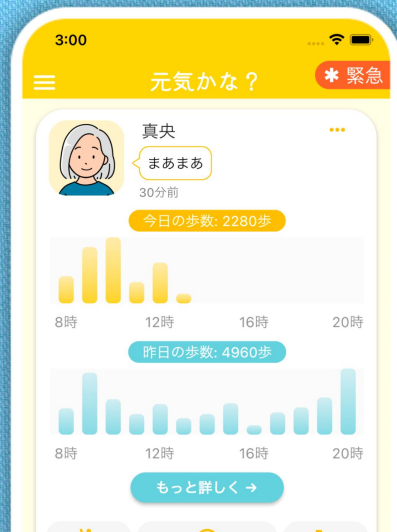 3:00
元気かな？
* 緊急
真央
•••
まあまあ
30分前
今日の歩数: 2280歩
8時 12時 16時 20時
昨日の歩数: 4960歩
8時 12時 16時 20時
もっと詳しく →